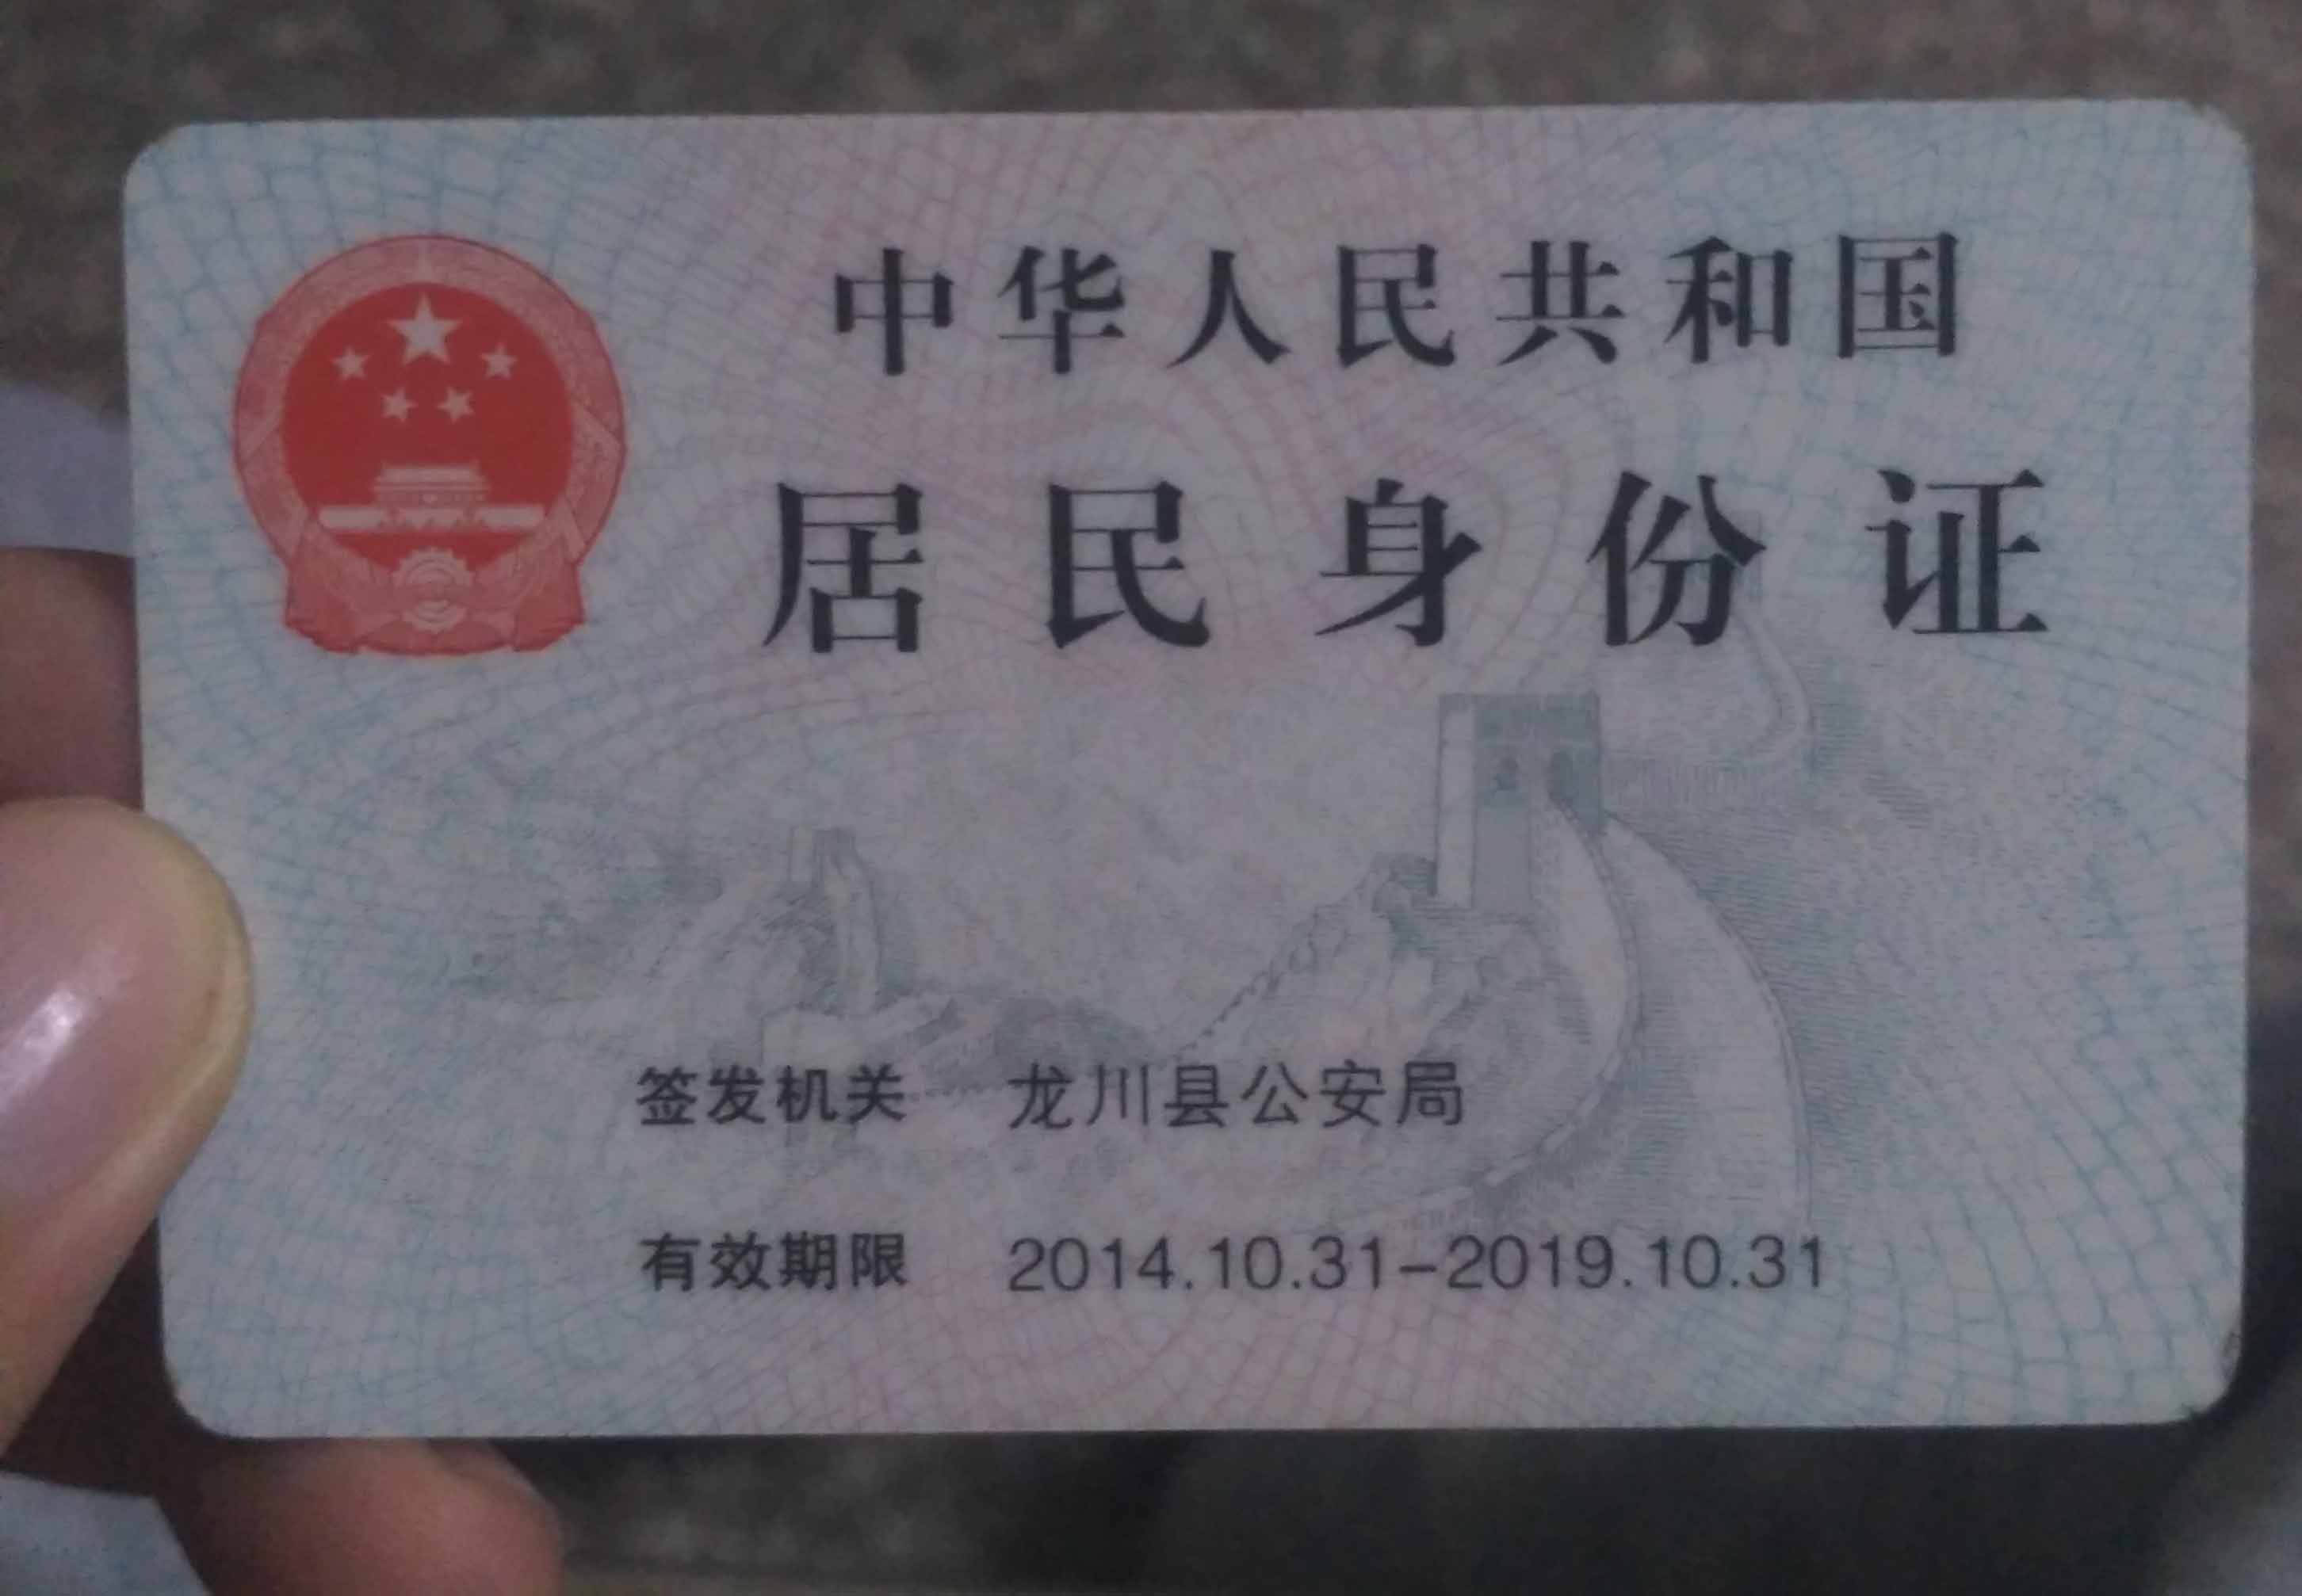 中华人民共和国
居民身份证
签发机关 龙川县公安局
有效期限 2014.10.31-2019.10.31